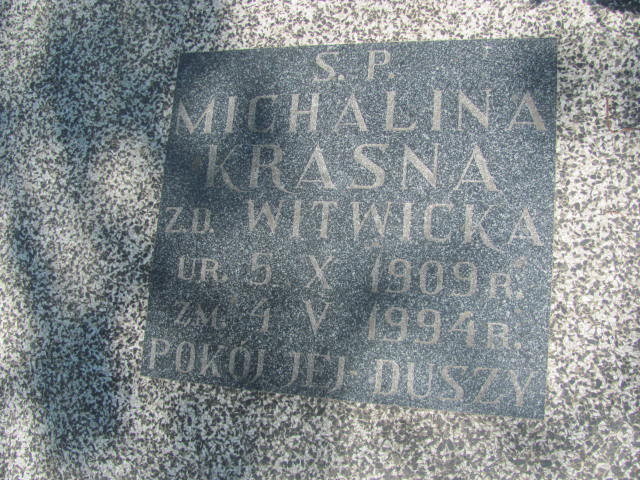 Ś. P.
MICHALINA
KRASNA
ZD. WITWICKA
UR. 5 X 1909 R.
ZM. 4 V 1994 R.
POKÓJ JEJ DUSZY